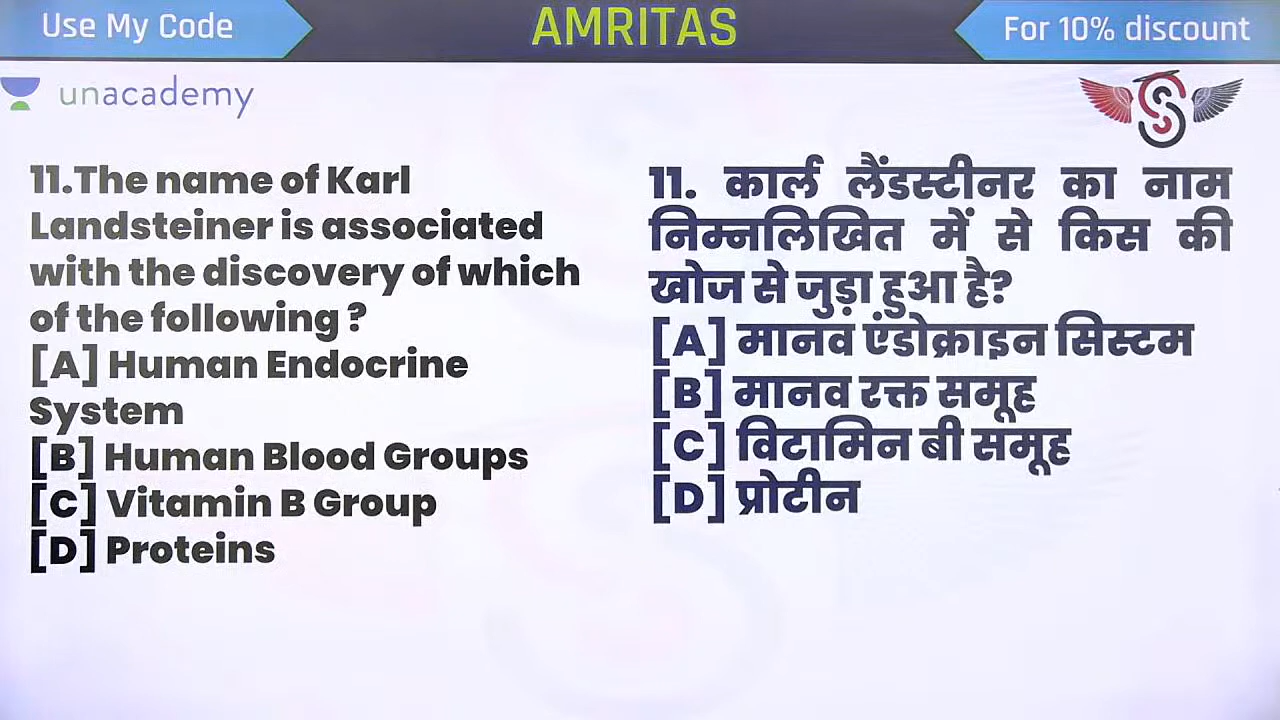 Use My Code
AMRITAS
For 10% discount
unacademy
11.The name of Karl
Landsteiner is associated
with the discovery of which
of the following ?
[A] Human Endocrine
System
[B] Human Blood Groups
[C] Vitamin B Group
[D] Proteins
11. कार्ल लैंडस्टीनर का नाम
निम्नलिखित में से किस की
खोज से जुड़ा हुआ है?
[A] मानव एंडोक्राइन सिस्टम
[B] मानव रक्त समूह
[C] विटामिन बी समूह
[D] प्रोटीन